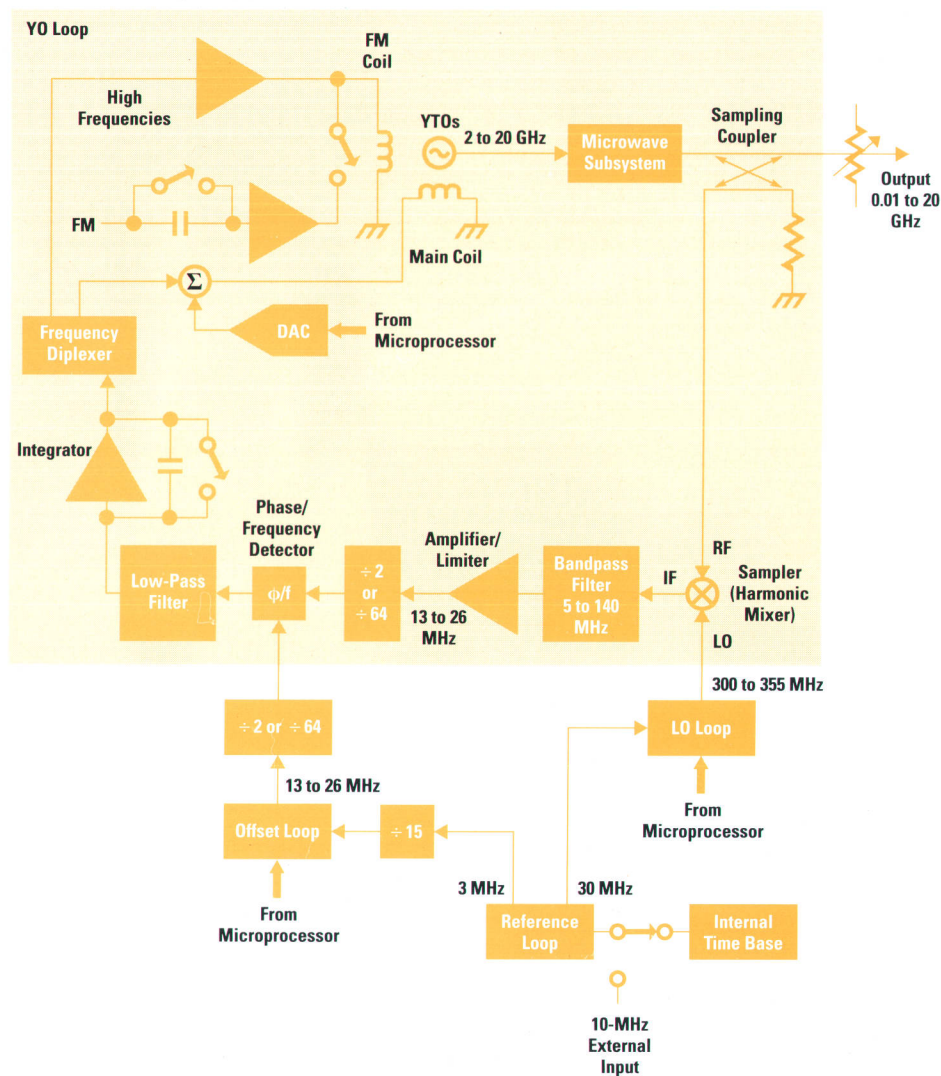 YO Loop
FM
Coil
High
Frequencies
YTOs
2 to 20 GHz
Microwave
Subsystem
Sampling
Coupler
Output
0.01 to 20
GHz
FM
Main Coil
Σ
DAC
From
Microprocessor
Frequency
Diplexer
Integrator
Phase/
Frequency
Detector
Low-Pass
Filter
ϕ/f
÷ 2
or
÷ 64
Amplifier/
Limiter
13 to 26
MHz
Bandpass
Filter
5 to 140
MHz
IF
RF
Sampler
(Harmonic
Mixer)
LO
300 to 355 MHz
÷ 2 or ÷ 64
LO Loop
13 to 26 MHz
From
Microprocessor
Offset Loop
÷ 15
From
Microprocessor
3 MHz
30 MHz
Reference
Loop
Internal
Time Base
10-MHz
External
Input